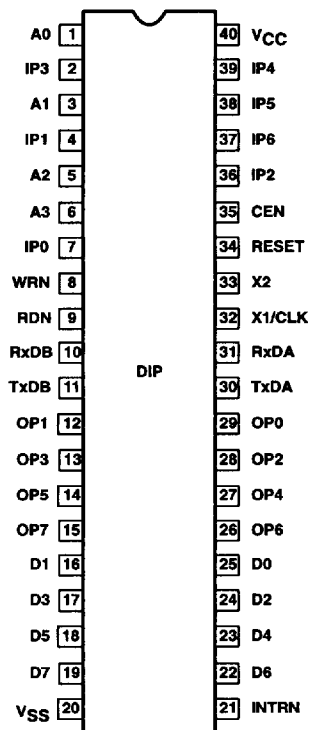 A0 1 40 VCC
IP3 2 39 IP4
A1 3 38 IP5
IP1 4 37 IP6
A2 5 36 IP2
A3 6 35 CEN
IP0 7 34 RESET
WRN 8 33 X2
RDN 9 32 X1/CLK
RxDB 10 31 RxDA
DIP
TxDB 11 30 TxDA
OP1 12 29 OP0
OP3 13 28 OP2
OP5 14 27 OP4
OP7 15 26 OP6
D1 16 25 D0
D3 17 24 D2
D5 18 23 D4
D7 19 22 D6
VSS 20 21 INTRN